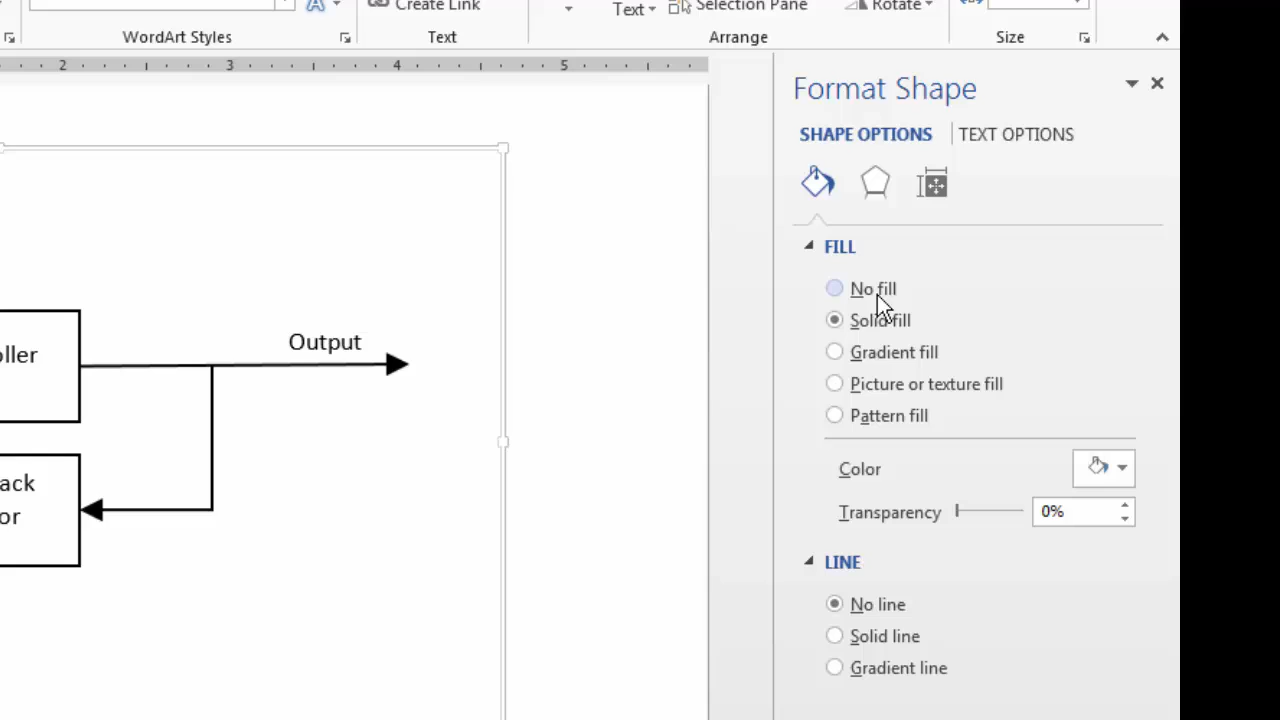 Create Link
Text
Selection Pane
Rotate
WordArt Styles
Text
Arrange
Size
2 3 4 5
Format Shape
SHAPE OPTIONS TEXT OPTIONS
FILL
No fill
Solid fill
Gradient fill
Picture or texture fill
Pattern fill
Color
Transparency 0%
LINE
No line
Solid line
Gradient line
oller
Output
ack
or